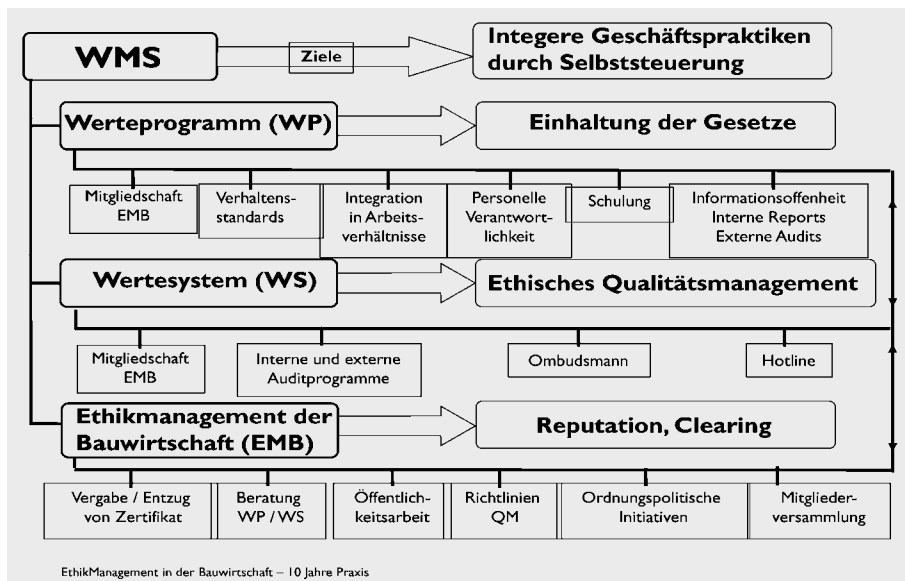 WMS
Ziele
Integere Geschäftspraktiken
durch Selbststeuerung
Werteprogramm (WP)
Einhaltung der Gesetze
Mitgliedschaft
EMB
Verhaltens-
standards
Integration
in Arbeits-
verhältnisse
Personelle
Verantwort-
lichkeit
Schulung
Informationsoffenheit
Interne Reports
Externe Audits
Wertesystem (WS)
Ethisches Qualitätsmanagement
Mitgliedschaft
EMB
Interne und externe
Auditprogramme
Ombudsmann
Hotline
Ethikmanagement der
Bauwirtschaft (EMB)
Reputation, Clearing
Vergabe / Entzug
von Zertifikat
Beratung
WP / WS
Öffentlich-
keitsarbeit
Richtlinien
QM
Ordnungspolitische
Initiativen
Mitglieder-
versammlung
EthikManagement in der Bauwirtschaft – 10 Jahre Praxis